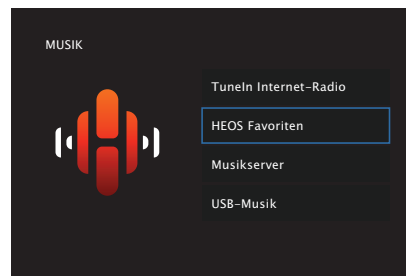 MUSIK
TuneIn Internet-Radio
HEOS Favoriten
Musikserver
USB-Musik